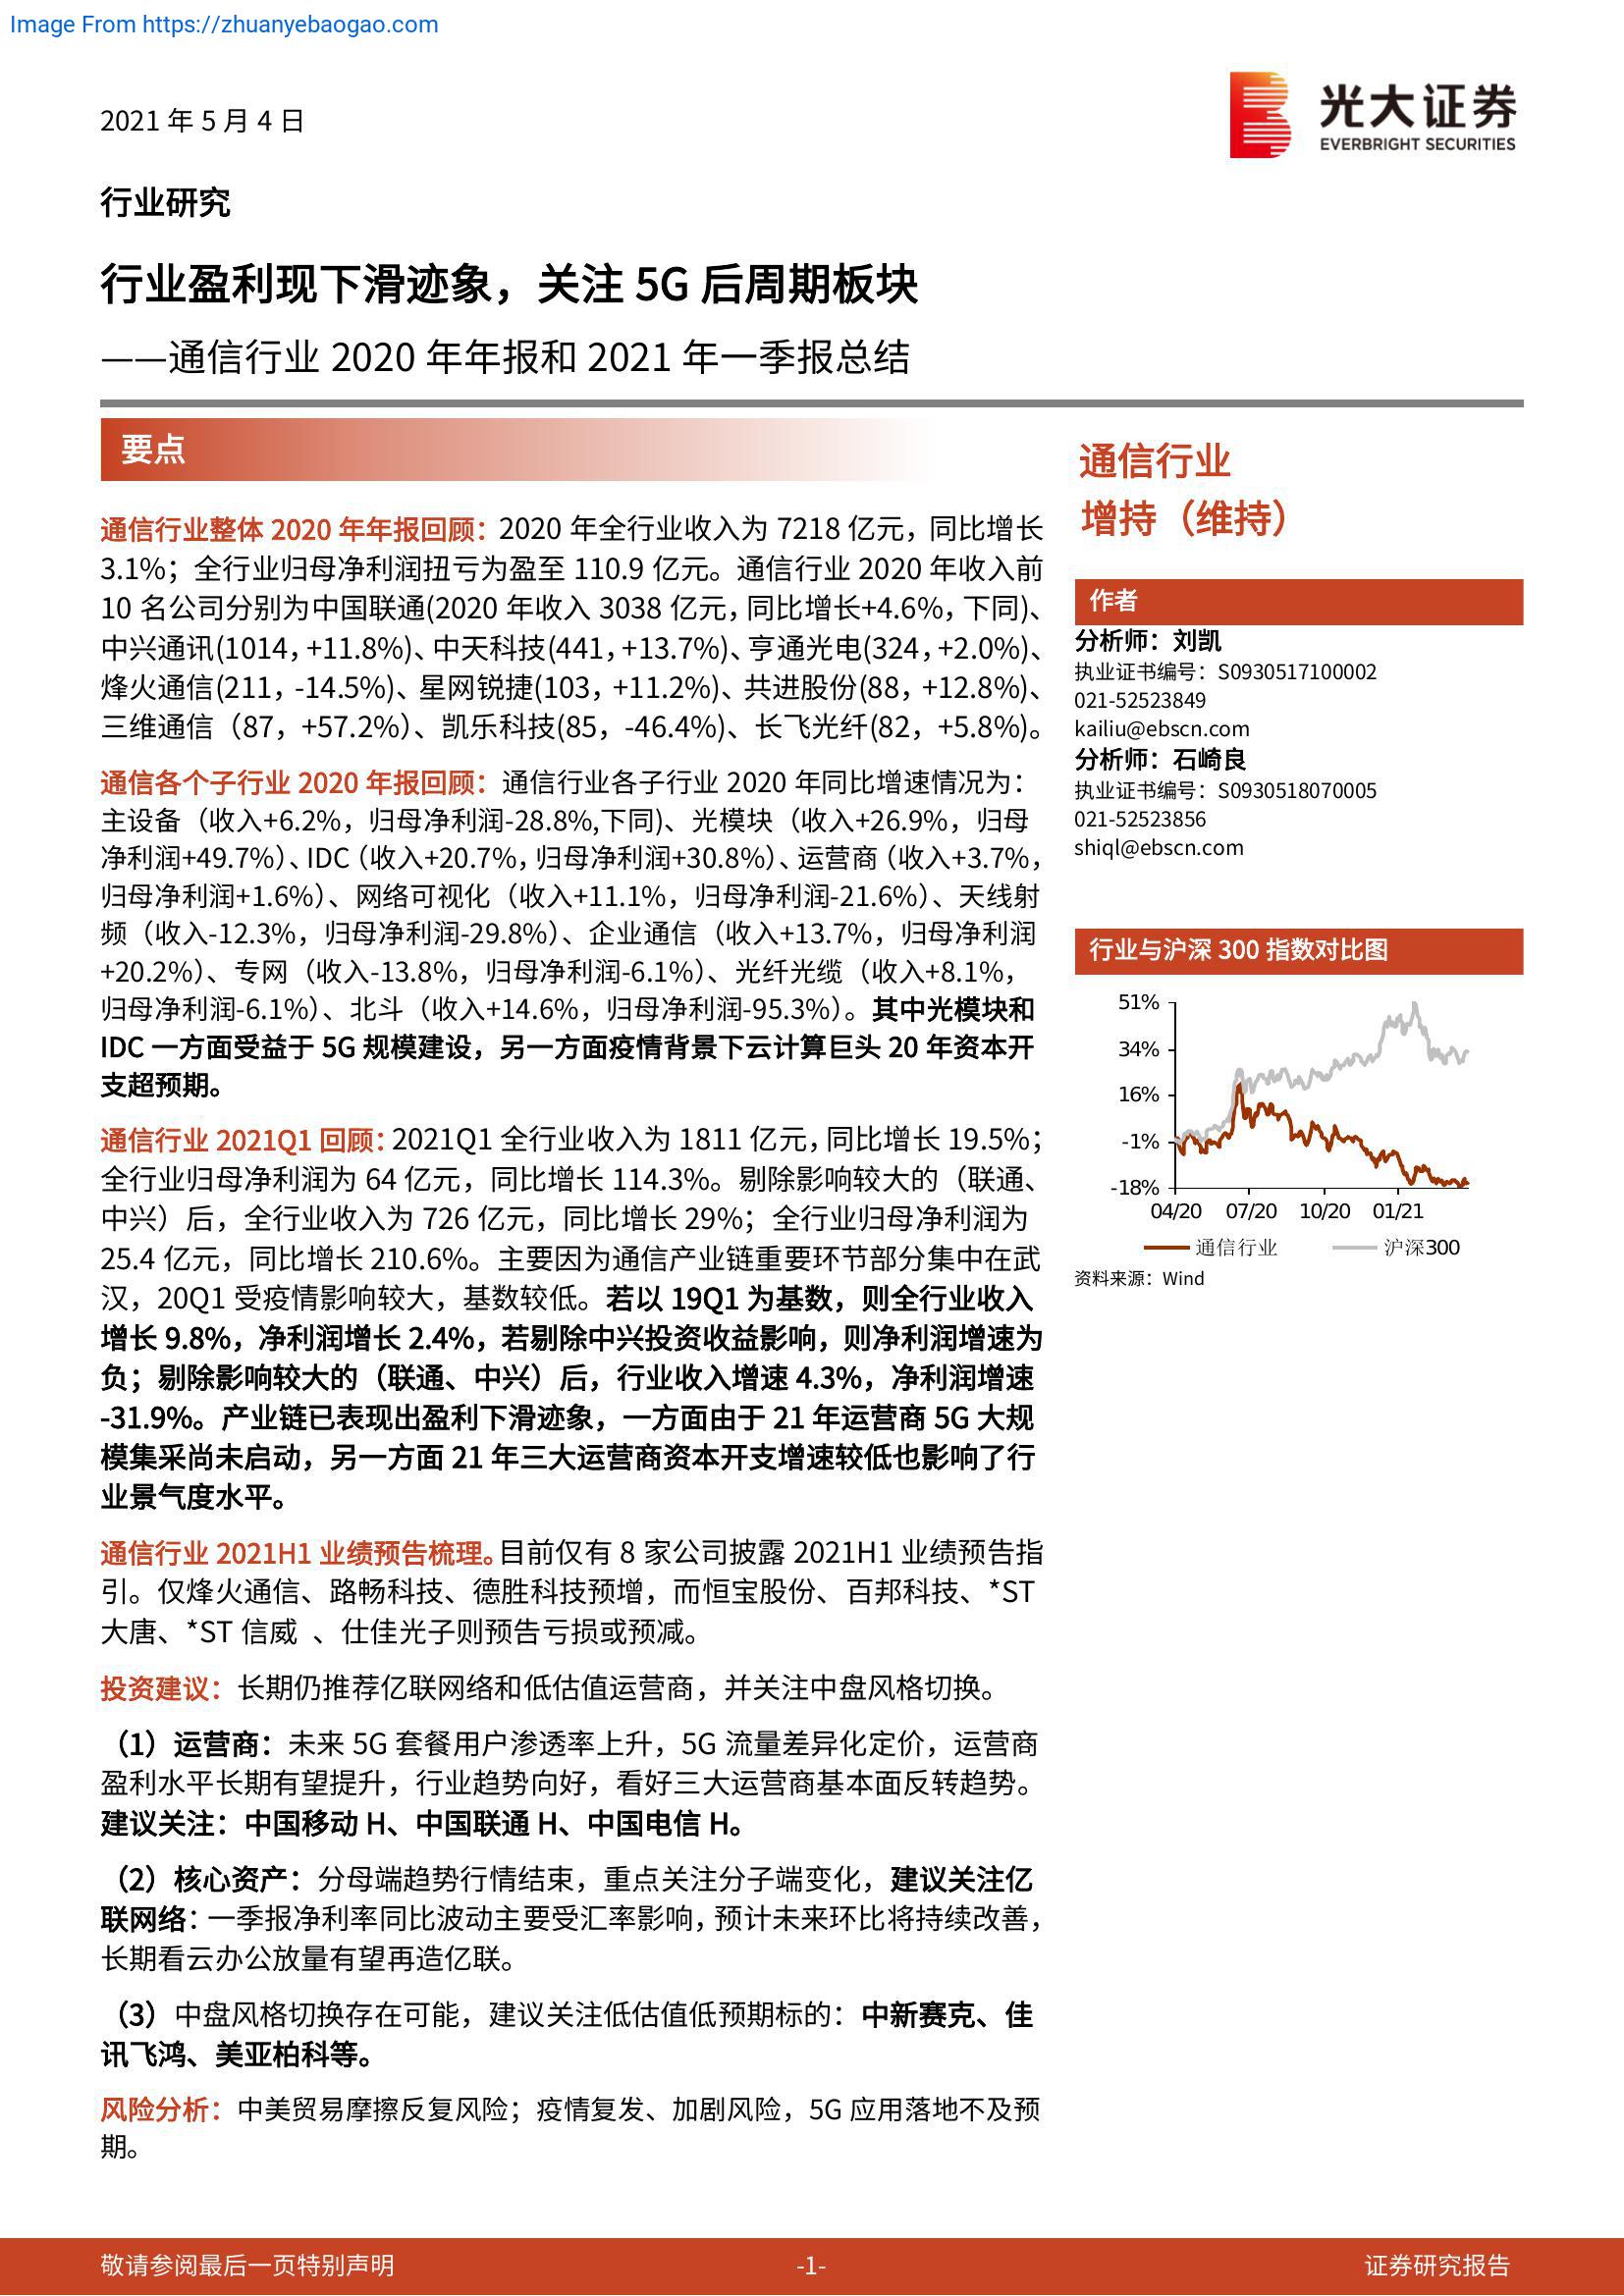 Image From https://zhuanyebaogao.com
2021 年 5 月 4 日
光大证券
EVERBRIGHT SECURITIES
行业研究
行业盈利现下滑迹象，关注 5G 后周期板块
——通信行业 2020 年年报和 2021 年一季报总结
要点
通信行业整体 2020 年年报回顾：2020 年全行业收入为 7218 亿元，同比增长
3.1%；全行业归母净利润扭亏为盈至 110.9 亿元。通信行业 2020 年收入前
10 名公司分别为中国联通(2020 年收入 3038 亿元，同比增长+4.6%，下同)、
中兴通讯(1014，+11.8%)、中天科技(441，+13.7%)、亨通光电(324，+2.0%)、
烽火通信(211，-14.5%)、星网锐捷(103，+11.2%)、共进股份(88，+12.8%)、
三维通信（87，+57.2%）、凯乐科技(85，-46.4%)、长飞光纤(82，+5.8%)。
通信各个子行业 2020 年报回顾：通信行业各子行业 2020 年同比增速情况为：
主设备（收入+6.2%，归母净利润-28.8%,下同)、光模块（收入+26.9%，归母
净利润+49.7%）、IDC（收入+20.7%，归母净利润+30.8%）、运营商（收入+3.7%，
归母净利润+1.6%）、网络可视化（收入+11.1%，归母净利润-21.6%）、天线射
频（收入-12.3%，归母净利润-29.8%）、企业通信（收入+13.7%，归母净利润
+20.2%）、专网（收入-13.8%，归母净利润-6.1%）、光纤光缆（收入+8.1%，
归母净利润-6.1%）、北斗（收入+14.6%，归母净利润-95.3%）。其中光模块和
IDC 一方面受益于 5G 规模建设，另一方面疫情背景下云计算巨头 20 年资本开
支超预期。
通信行业 2021Q1 回顾：2021Q1 全行业收入为 1811 亿元，同比增长 19.5%；
全行业归母净利润为 64 亿元，同比增长 114.3%。剔除影响较大的（联通、
中兴）后，全行业收入为 726 亿元，同比增长 29%；全行业归母净利润为
25.4 亿元，同比增长 210.6%。主要因为通信产业链重要环节部分集中在武
汉，20Q1 受疫情影响较大，基数较低。若以 19Q1 为基数，则全行业收入
增长 9.8%，净利润增长 2.4%，若剔除中兴投资收益影响，则净利润增速为
负；剔除影响较大的（联通、中兴）后，行业收入增速 4.3%，净利润增速
-31.9%。产业链已表现出盈利下滑迹象，一方面由于 21 年运营商 5G 大规
模集采尚未启动，另一方面 21 年三大运营商资本开支增速较低也影响了行
业景气度水平。
通信行业 2021H1 业绩预告梳理。目前仅有 8 家公司披露 2021H1 业绩预告指
引。仅烽火通信、路畅科技、德胜科技预增，而恒宝股份、百邦科技、*ST
大唐、*ST 信威 、仕佳光子则预告亏损或预减。
投资建议：长期仍推荐亿联网络和低估值运营商，并关注中盘风格切换。
（1）运营商：未来 5G 套餐用户渗透率上升，5G 流量差异化定价，运营商
盈利水平长期有望提升，行业趋势向好，看好三大运营商基本面反转趋势。
建议关注：中国移动 H、中国联通 H、中国电信 H。
（2）核心资产：分母端趋势行情结束，重点关注分子端变化，建议关注亿
联网络：一季报净利率同比波动主要受汇率影响，预计未来环比将持续改善，
长期看云办公放量有望再造亿联。
（3）中盘风格切换存在可能，建议关注低估值低预期标的：中新赛克、佳
讯飞鸿、美亚柏科等。
风险分析：中美贸易摩擦反复风险；疫情复发、加剧风险，5G 应用落地不及预
期。
通信行业
增持（维持）
作者
分析师：刘凯
执业证书编号：S0930517100002
021-52523849
kailiu@ebscn.com
分析师：石崎良
执业证书编号：S0930518070005
021-52523856
shiql@ebscn.com
行业与沪深 300 指数对比图
51%
34%
16%
-1%
-18%
04/20 07/20 10/20 01/21
通信行业 沪深300
资料来源：Wind
敬请参阅最后一页特别声明 -1- 证券研究报告